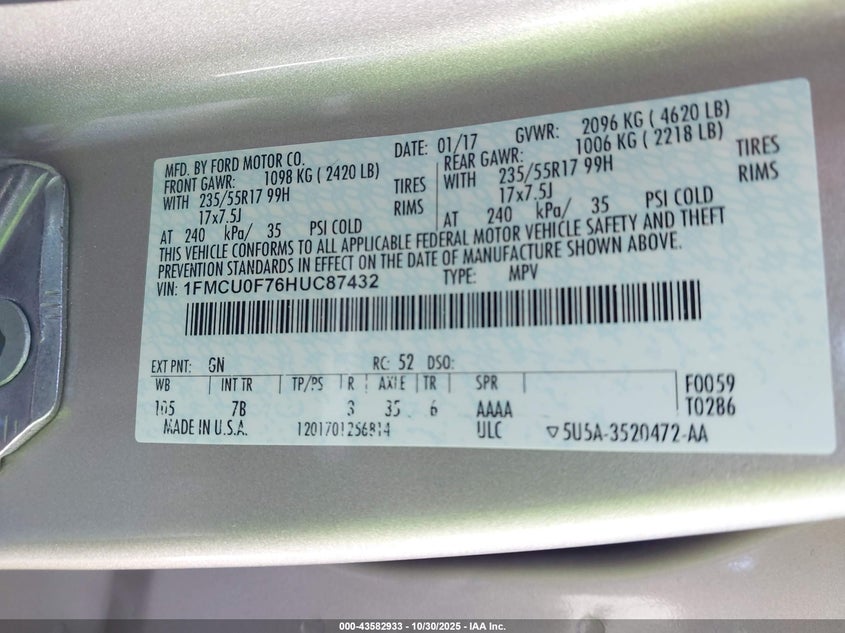 MFD. BY FORD MOTOR CO. DATE: 01/17 GVWR: 2096 KG ( 4620 LB)
FRONT GAWR: 1098 KG ( 2420 LB) REAR GAWR: 1006 KG ( 2218 LB)
WITH 235/55R17 99H TIRES WITH 235/55R17 99H TIRES
17x7.5J RIMS 17x7.5J RIMS
AT 240 kPa/ 35 PSI COLD AT 240 kPa/ 35 PSI COLD
THIS VEHICLE CONFORMS TO ALL APPLICABLE FEDERAL MOTOR VEHICLE SAFETY AND THEFT
PREVENTION STANDARDS IN EFFECT ON THE DATE OF MANUFACTURE SHOWN ABOVE.
VIN: 1FMCU0F76HUC87432 TYPE: MPV
EXT PNT: GN RC: 52 DSO:
WB INT TR TP/PS R AXLE TR SPR F0059
105 7B 3 35 6 AAAA T0286
MADE IN U.S.A. 1201701256814 ULC ▽5U5A-3520472-AA
000-43582933 - 10/30/2025 - IAA Inc.